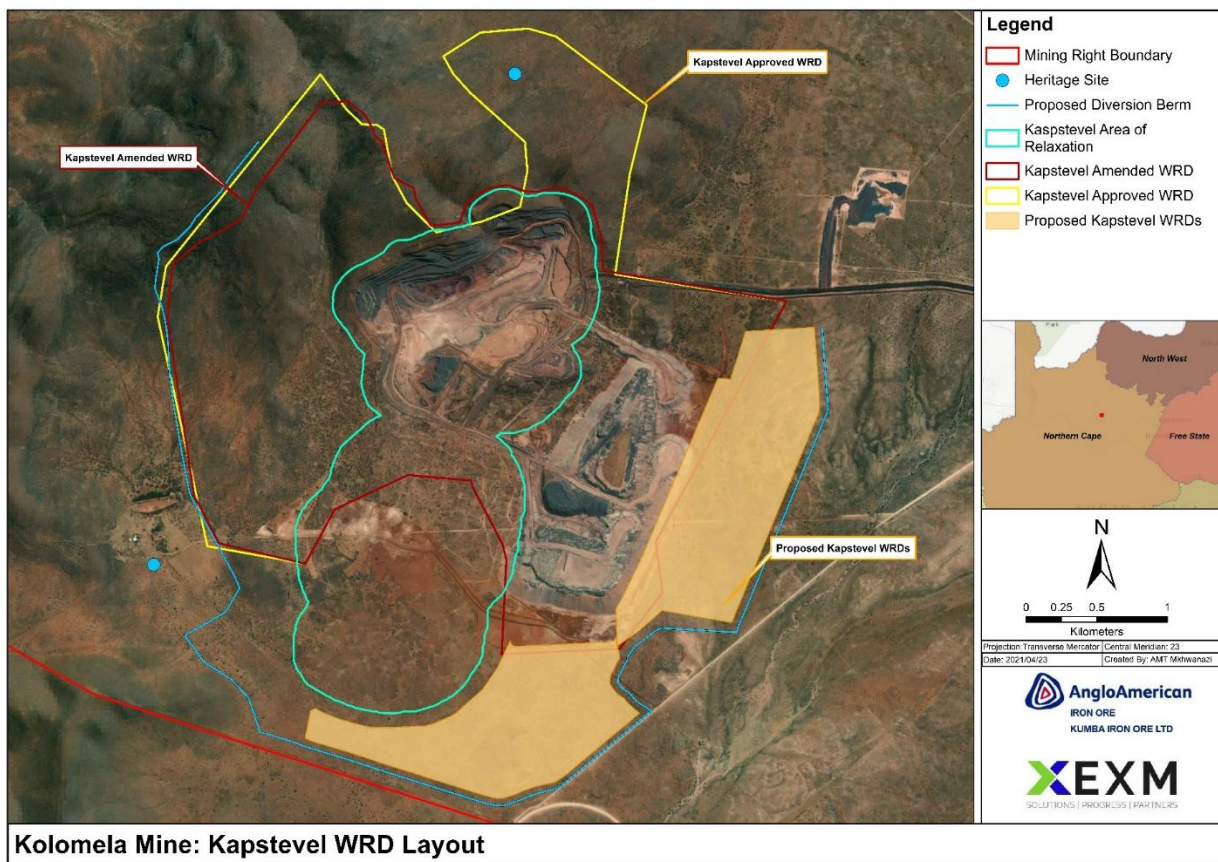 Legend
Mining Right Boundary
Heritage Site
Proposed Diversion Berm
Kaspstevel Area of
Relaxation
Kapstevel Amended WRD
Kapstevel Approved WRD
Proposed Kapstevel WRDs
Kapstevel Approved WRD
Kapstevel Amended WRD
Proposed Kapstevel WRDs
North West
Northern Cape
Free State
N
0 0.25 0.5 1
Kilometers
Projection:Transverse Mercator Central Meridian: 23
Date: 2021/04/23 Created By: AMT Mkhwanazi
AngloAmerican
IRON ORE
KUMBA IRON ORE LTD
EXM
SOLUTIONS | PROGRESS | PARTNERS
Kolomela Mine: Kapstevel WRD Layout